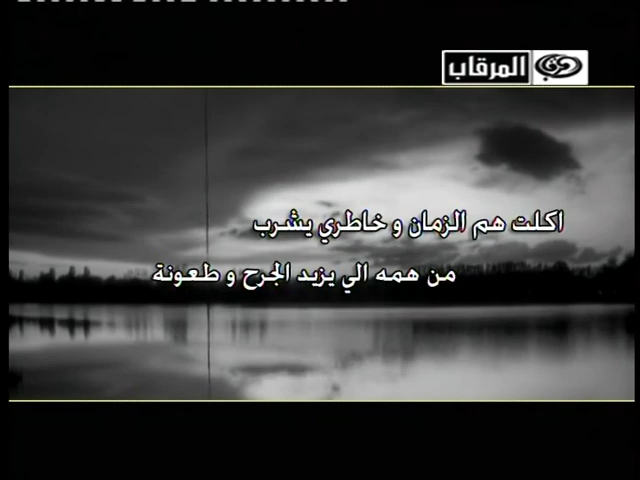 المرقاب
اكلت هم الزمان و خاطري يشرب
من همه الي يزيد الجرح و طعونة